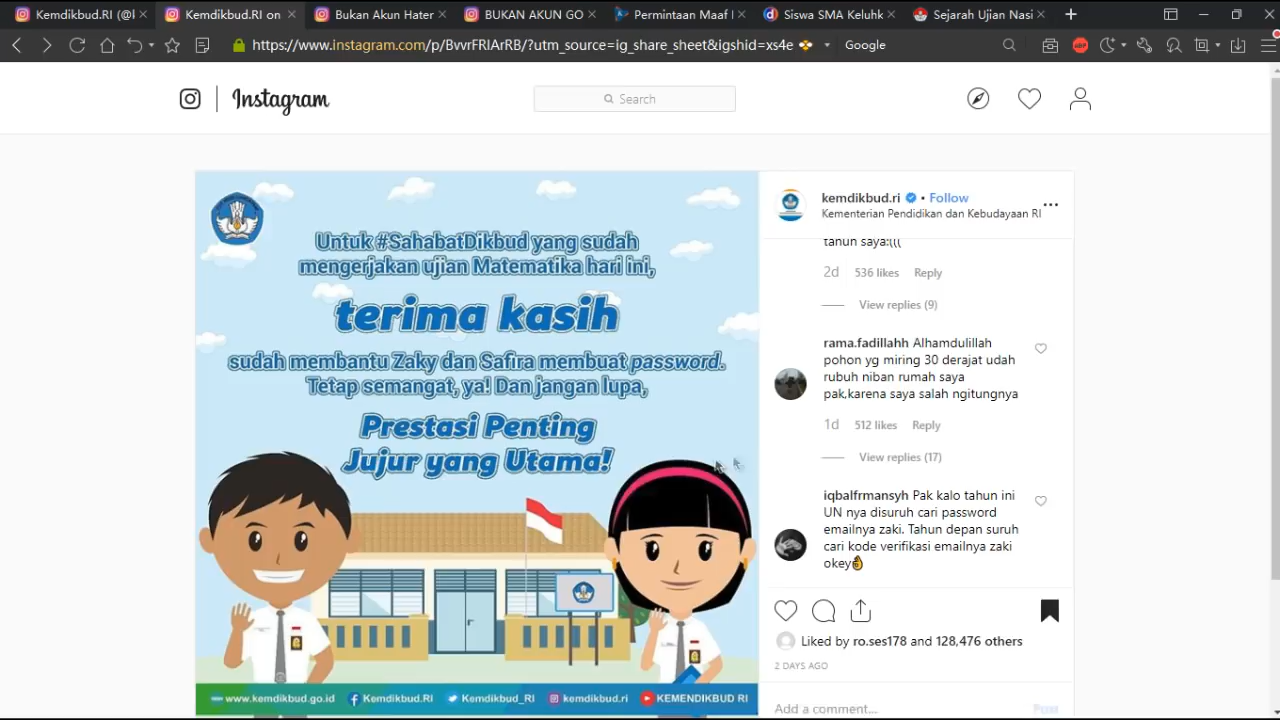 Kemdikbud.RI (@l
Kemdikbud.RI on
Bukan Akun Hater
BUKAN AKUN GO
Permintaan Maaf
Siswa SMA Keluhk
Sejarah Ujian Nasi
https://www.instagram.com/p/BvvrFRIArRB/?utm_source=ig_share_sheet&igshid=xs4e
Google
Instagram
Search
kemdikbud.ri • Follow
Kementerian Pendidikan dan Kebudayaan RI
Untuk #SahabatDikbud yang sudah
mengerjakan ujian Matematika hari ini,
terima kasih
sudah membantu Zaky dan Safira membuat password.
Tetap semangat, ya! Dan jangan lupa,
Prestasi Penting
Jujur yang Utama!
www.kemdikbud.go.id
Kemdikbud.RI
Kemdikbud_RI
kemdikbud.ri
KEMENDIKBUD RI
tahun saya:(((
2d 536 likes Reply
View replies (9)
rama.fadillahh Alhamdulillah
pohon yg miring 30 derajat udah
rubuh niban rumah saya
pak,karena saya salah ngitungnya
1d 512 likes Reply
View replies (17)
iqbalfrmansyh Pak kalo tahun ini
UN nya disuruh cari password
emailnya zaki. Tahun depan suruh
cari kode verifikasi emailnya zaki
okey👌
Liked by ro.ses178 and 128,476 others
2 DAYS AGO
Add a comment...
Post